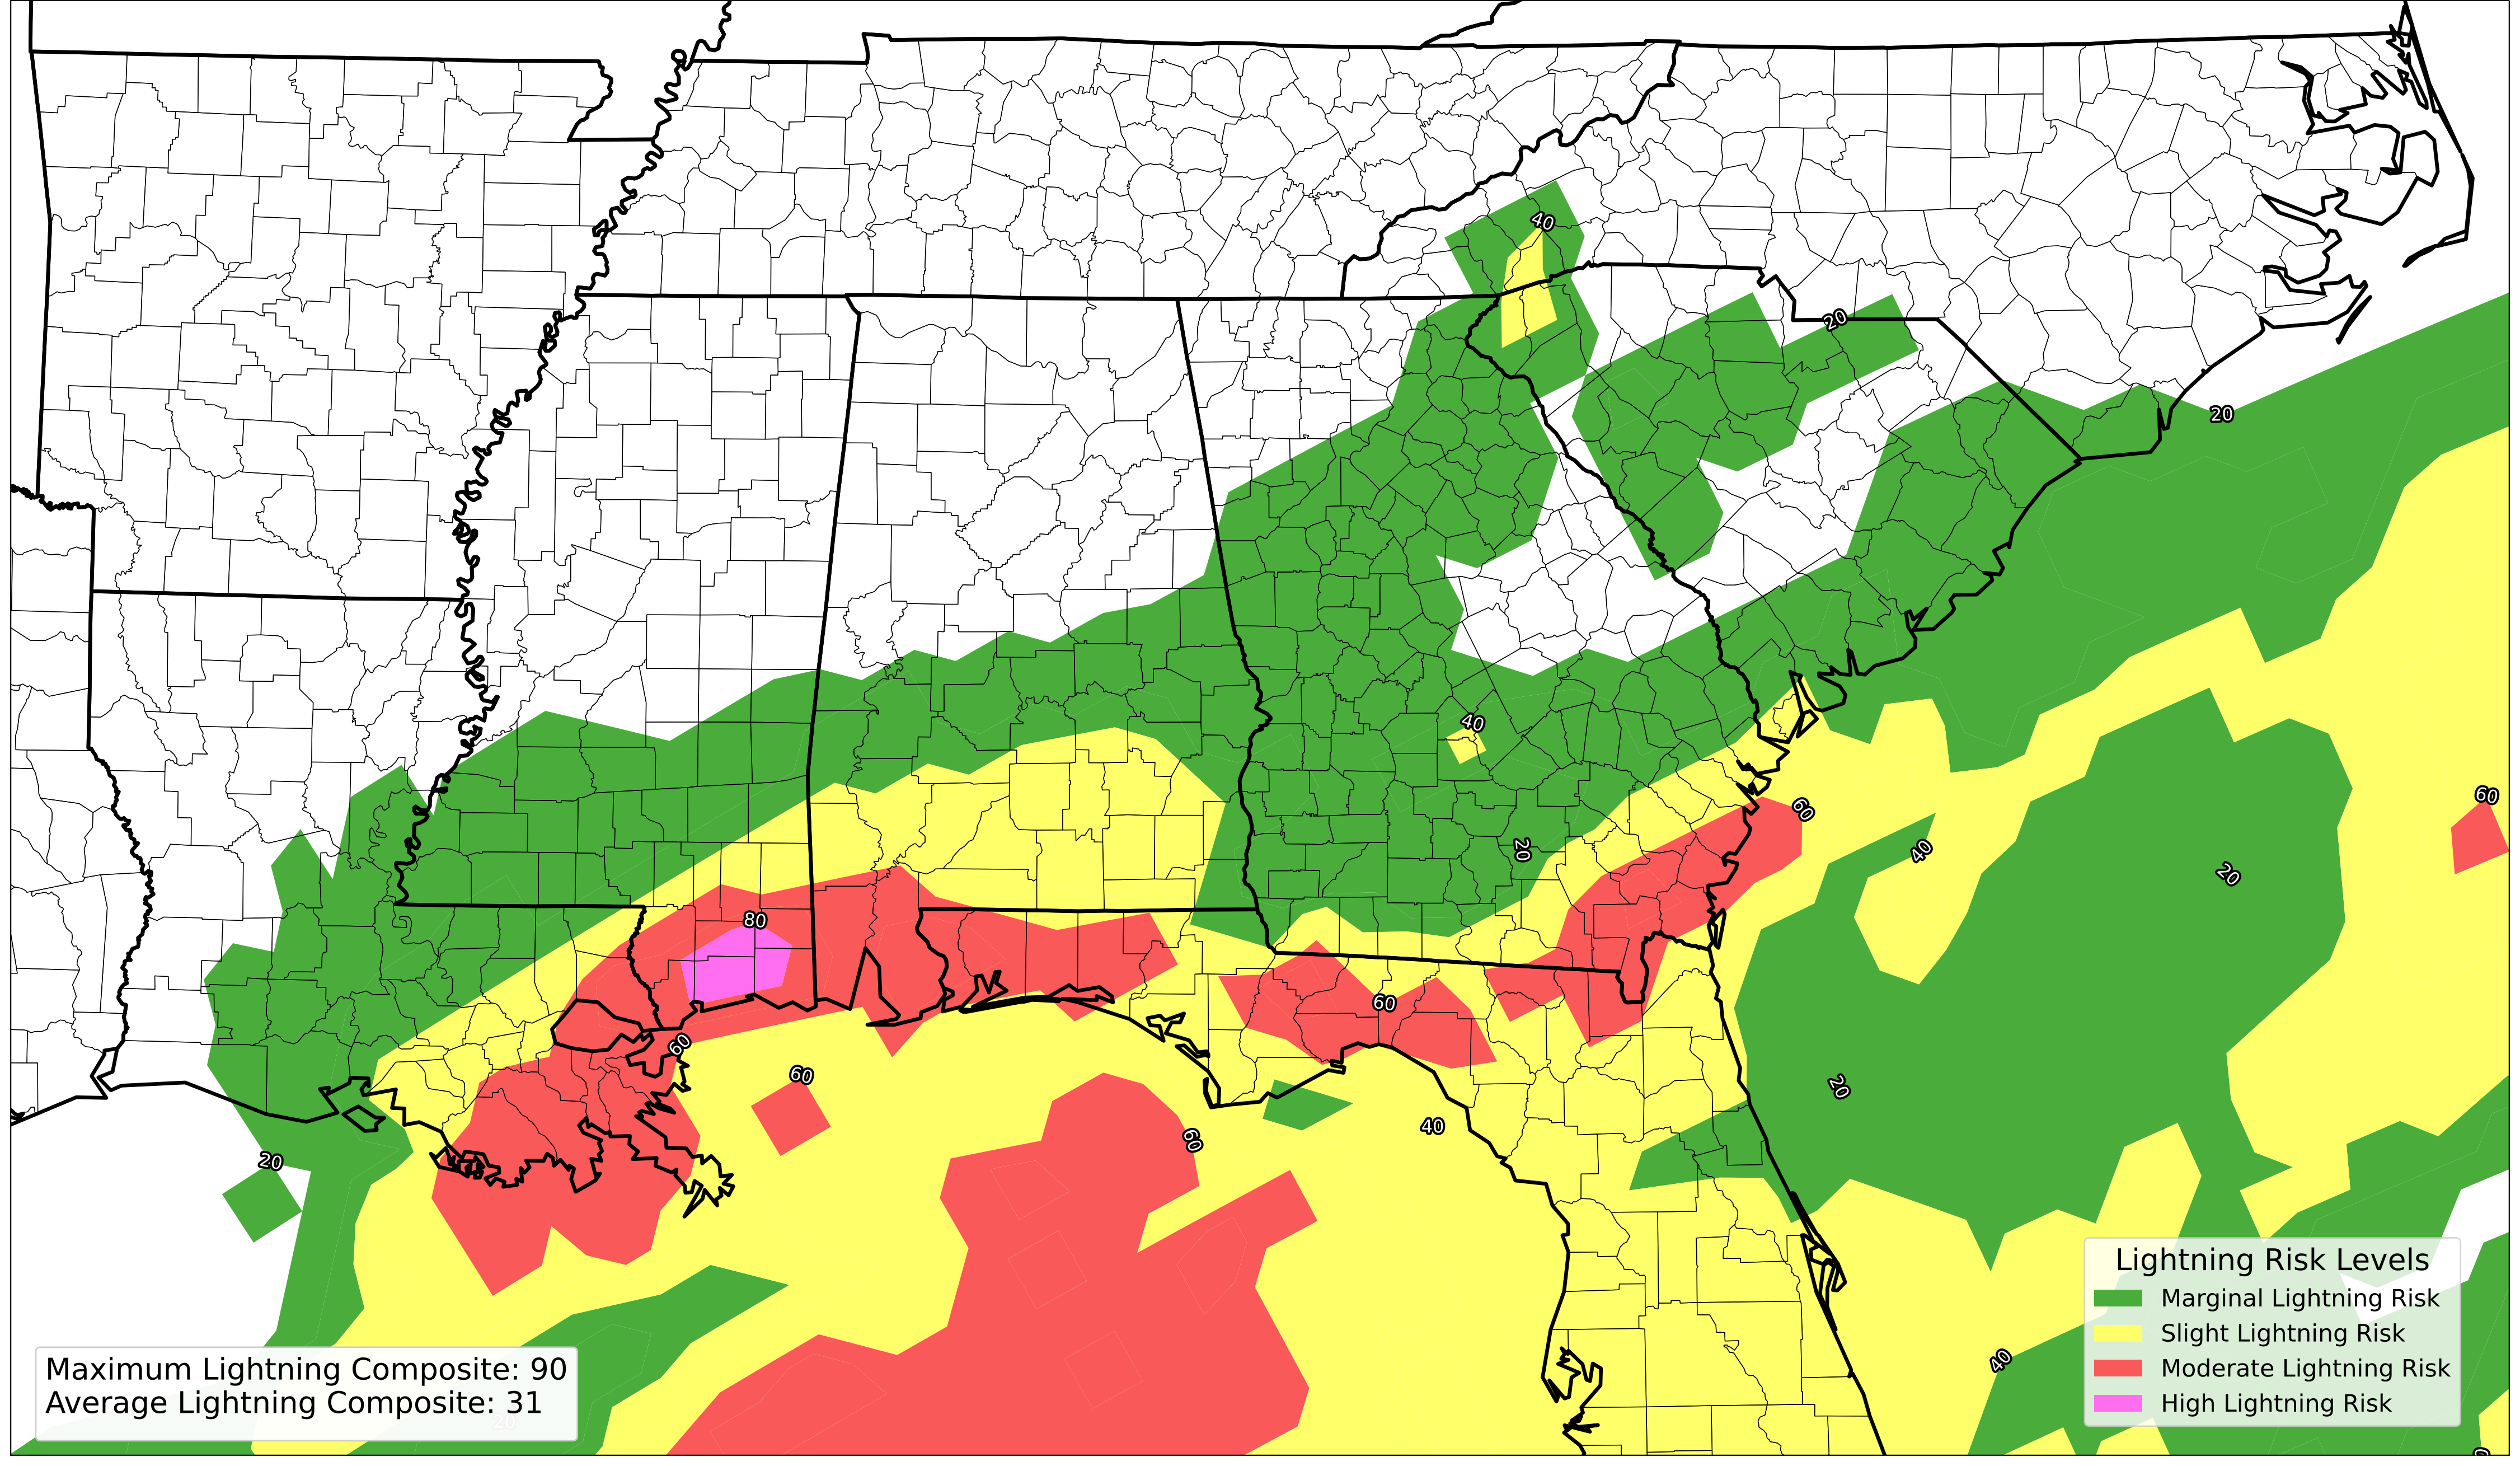 40
20
20
40
60
60
40
20
20
80
60
60
20
60
60
40
20
40
Lightning Risk Levels
Marginal Lightning Risk
Slight Lightning Risk
Moderate Lightning Risk
High Lightning Risk
Maximum Lightning Composite: 90
Average Lightning Composite: 31
20